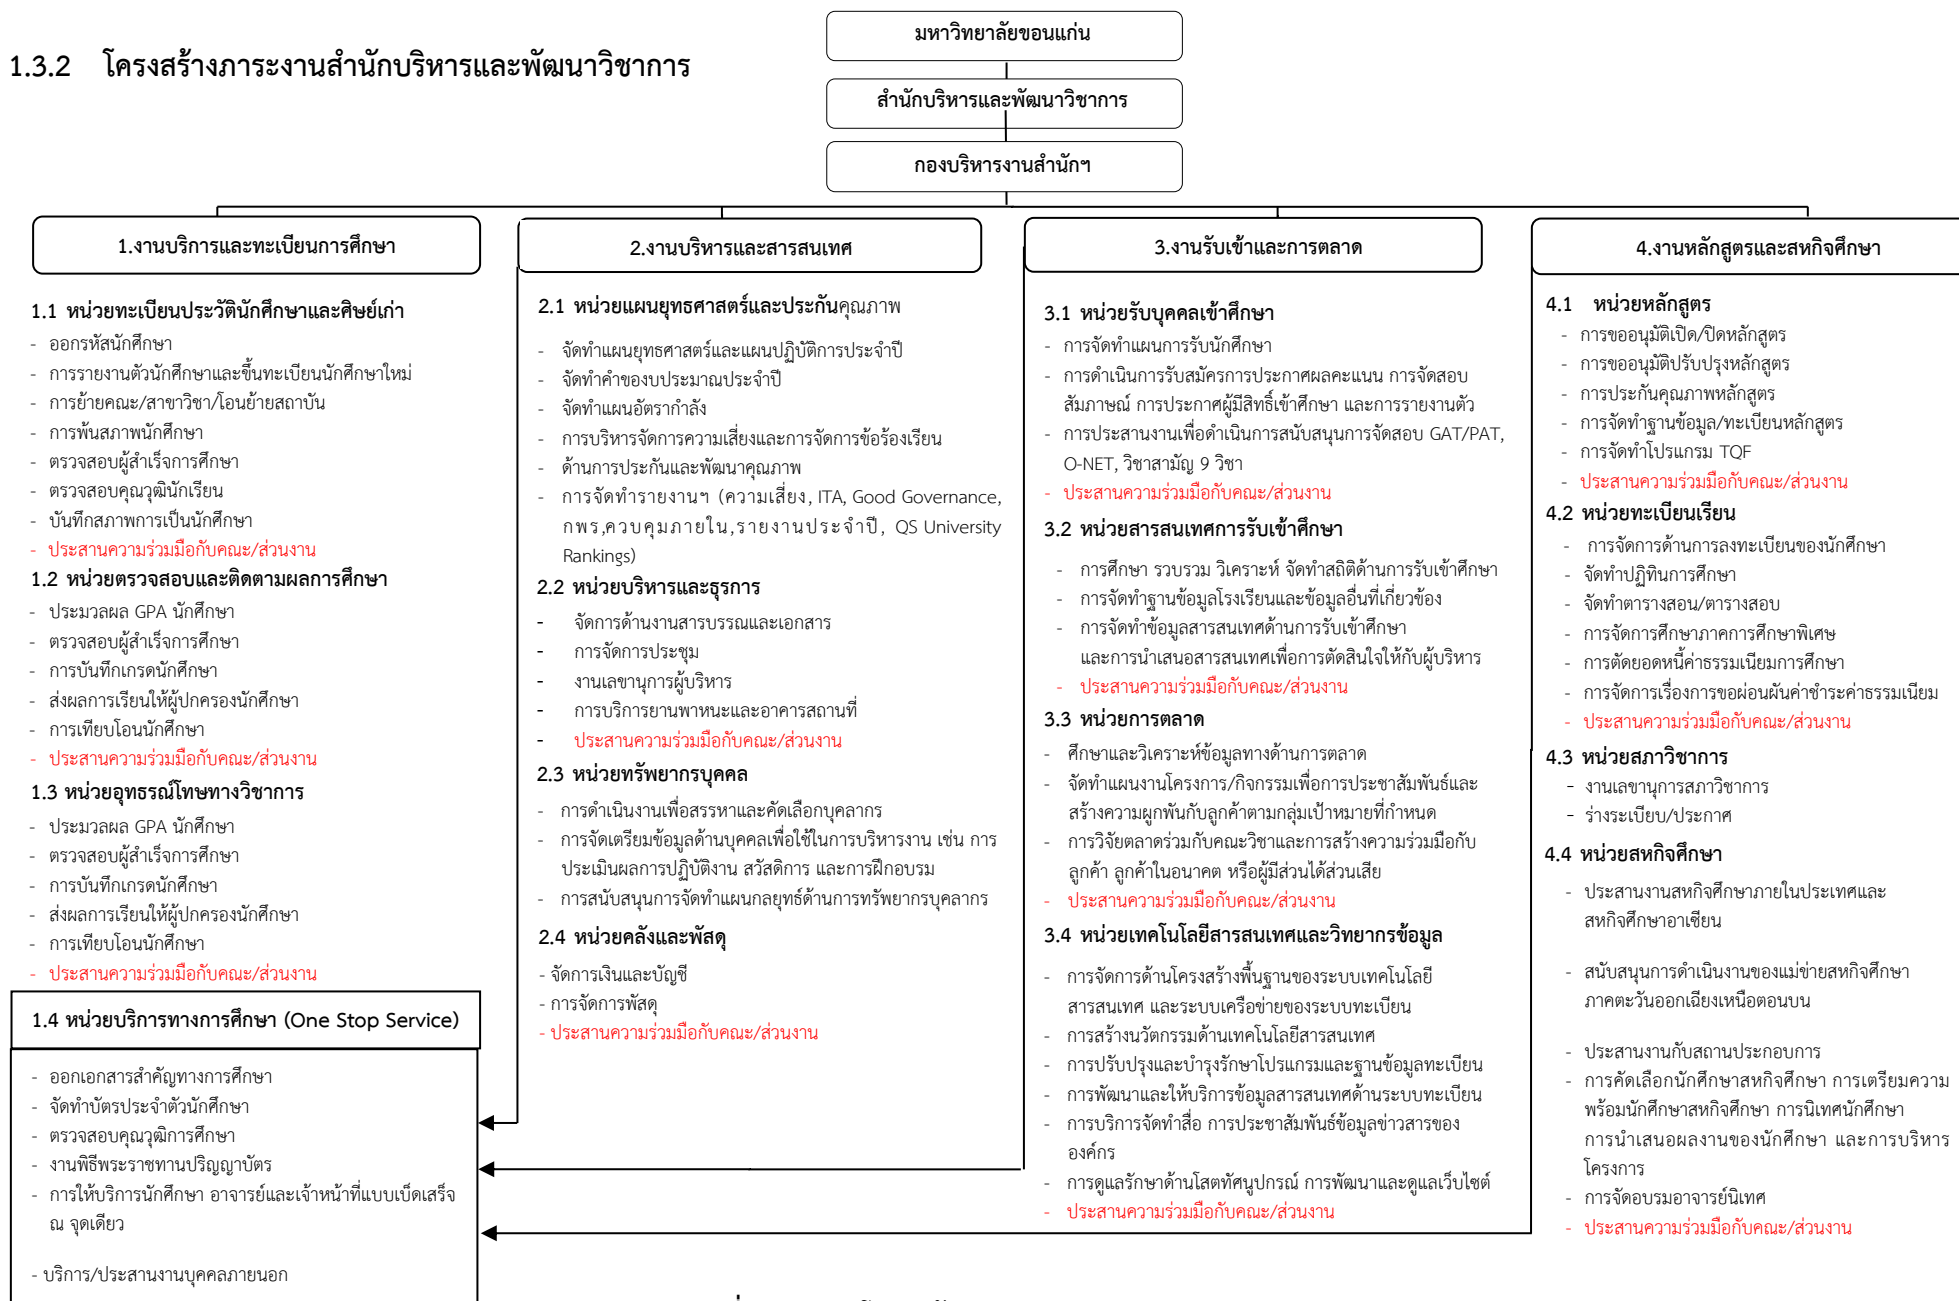 มหาวิทยาลัยขอนแก่น
1.3.2 โครงสร้างภาระงานสำนักบริหารและพัฒนาวิชาการ
สำนักบริหารและพัฒนาวิชาการ
กองบริหารงานสำนักฯ
1.งานบริการและทะเบียนการศึกษา
1.1 หน่วยทะเบียนประวัตินักศึกษาและศิษย์เก่า
- ออกรหัสนักศึกษา
- การรายงานตัวนักศึกษาและขึ้นทะเบียนนักศึกษาใหม่
- การย้ายคณะ/สาขาวิชา/โอนย้ายสถาบัน
- การพ้นสภาพนักศึกษา
- ตรวจสอบผู้สำเร็จการศึกษา
- ตรวจสอบคุณวุฒินักเรียน
- บันทึกสภาพการเป็นนักศึกษา
- ประสานความร่วมมือกับคณะ/ส่วนงาน
1.2 หน่วยตรวจสอบและติดตามผลการศึกษา
- ประมวลผล GPA นักศึกษา
- ตรวจสอบผู้สำเร็จการศึกษา
- การบันทึกเกรดนักศึกษา
- ส่งผลการเรียนให้ผู้ปกครองนักศึกษา
- การเทียบโอนนักศึกษา
- ประสานความร่วมมือกับคณะ/ส่วนงาน
1.3 หน่วยอุทธรณ์โทษทางวิชาการ
- ประมวลผล GPA นักศึกษา
- ตรวจสอบผู้สำเร็จการศึกษา
- การบันทึกเกรดนักศึกษา
- ส่งผลการเรียนให้ผู้ปกครองนักศึกษา
- การเทียบโอนนักศึกษา
- ประสานความร่วมมือกับคณะ/ส่วนงาน
1.4 หน่วยบริการทางการศึกษา (One Stop Service)
- ออกเอกสารสำคัญทางการศึกษา
- จัดทำบัตรประจำตัวนักศึกษา
- ตรวจสอบคุณวุฒิการศึกษา
- งานพิธีพระราชทานปริญญาบัตร
- การให้บริการนักศึกษา อาจารย์และเจ้าหน้าที่แบบเบ็ดเสร็จ
ณ จุดเดียว
- บริการ/ประสานงานบุคคลภายนอก
2.งานบริหารและสารสนเทศ
2.1 หน่วยแผนยุทธศาสตร์และประกันคุณภาพ
- จัดทำแผนยุทธศาสตร์และแผนปฏิบัติการประจำปี
- จัดทำคำของบประมาณประจำปี
- จัดทำแผนอัตรากำลัง
- การบริหารจัดการความเสี่ยงและการจัดการข้อร้องเรียน
- ด้านการประกันและพัฒนาคุณภาพ
- การจัดทำรายงานฯ (ความเสี่ยง, ITA, Good Governance,
กพร,ควบคุมภายใน,รายงานประจำปี, QS University
Rankings)
2.2 หน่วยบริหารและธุรการ
- จัดการด้านงานสารบรรณและเอกสาร
- การจัดการประชุม
- งานเลขานุการผู้บริหาร
- การบริการยานพาหนะและอาคารสถานที่
- ประสานความร่วมมือกับคณะ/ส่วนงาน
2.3 หน่วยทรัพยากรบุคคล
- การดำเนินงานเพื่อสรรหาและคัดเลือกบุคลากร
- การจัดเตรียมข้อมูลด้านบุคคลเพื่อใช้ในการบริหารงาน เช่น การ
ประเมินผลการปฏิบัติงาน สวัสดิการ และการฝึกอบรม
- การสนับสนุนการจัดทำแผนกลยุทธ์ด้านการทรัพยากรบุคลากร
2.4 หน่วยคลังและพัสดุ
- จัดการเงินและบัญชี
- การจัดการพัสดุ
- ประสานความร่วมมือกับคณะ/ส่วนงาน
3.งานรับเข้าและการตลาด
3.1 หน่วยรับบุคคลเข้าศึกษา
- การจัดทำแผนการรับนักศึกษา
- การดำเนินการรับสมัครการประกาศผลคะแนน การจัดสอบ
สัมภาษณ์ การประกาศผู้มีสิทธิ์เข้าศึกษา และการรายงานตัว
- การประสานงานเพื่อดำเนินการสนับสนุนการจัดสอบ GAT/PAT,
O-NET, วิชาสามัญ 9 วิชา
- ประสานความร่วมมือกับคณะ/ส่วนงาน
3.2 หน่วยสารสนเทศการรับเข้าศึกษา
- การศึกษา รวบรวม วิเคราะห์ จัดทำสถิติด้านการรับเข้าศึกษา
- การจัดทำฐานข้อมูลโรงเรียนและข้อมูลอื่นที่เกี่ยวข้อง
- การจัดทำข้อมูลสารสนเทศด้านการรับเข้าศึกษา
และการนำเสนอสารสนเทศเพื่อการตัดสินใจให้กับผู้บริหาร
- ประสานความร่วมมือกับคณะ/ส่วนงาน
3.3 หน่วยการตลาด
- ศึกษาและวิเคราะห์ข้อมูลทางด้านการตลาด
- จัดทำแผนงานโครงการ/กิจกรรมเพื่อการประชาสัมพันธ์และ
สร้างความผูกพันกับลูกค้าตามกลุ่มเป้าหมายที่กำหนด
- การวิจัยตลาดร่วมกับคณะวิชาและการสร้างความร่วมมือกับ
ลูกค้า ลูกค้าในอนาคต หรือผู้มีส่วนได้ส่วนเสีย
- ประสานความร่วมมือกับคณะ/ส่วนงาน
3.4 หน่วยเทคโนโลยีสารสนเทศและวิทยากรข้อมูล
- การจัดการด้านโครงสร้างพื้นฐานของระบบเทคโนโลยี
สารสนเทศ และระบบเครือข่ายของระบบทะเบียน
- การสร้างนวัตกรรมด้านเทคโนโลยีสารสนเทศ
- การปรับปรุงและบำรุงรักษาโปรแกรมและฐานข้อมูลทะเบียน
- การพัฒนาและให้บริการข้อมูลสารสนเทศด้านระบบทะเบียน
- การบริการจัดทำสื่อ การประชาสัมพันธ์ข้อมูลข่าวสารของ
องค์กร
- การดูแลรักษาด้านโสตทัศนูปกรณ์ การพัฒนาและดูแลเว็บไซต์
- ประสานความร่วมมือกับคณะ/ส่วนงาน
4.งานหลักสูตรและสหกิจศึกษา
4.1 หน่วยหลักสูตร
- การขออนุมัติเปิด/ปิดหลักสูตร
- การขออนุมัติปรับปรุงหลักสูตร
- การประกันคุณภาพหลักสูตร
- การจัดทำฐานข้อมูล/ทะเบียนหลักสูตร
- การจัดทำโปรแกรม TQF
- ประสานความร่วมมือกับคณะ/ส่วนงาน
4.2 หน่วยทะเบียนเรียน
- การจัดการด้านการลงทะเบียนของนักศึกษา
- จัดทำปฏิทินการศึกษา
- จัดทำตารางสอน/ตารางสอบ
- การจัดการศึกษาภาคการศึกษาพิเศษ
- การตัดยอดหนี้ค่าธรรมเนียมการศึกษา
- การจัดการเรื่องการขอผ่อนผันค่าชำระค่าธรรมเนียม
- ประสานความร่วมมือกับคณะ/ส่วนงาน
4.3 หน่วยสภาวิชาการ
- งานเลขานุการสภาวิชาการ
- ร่างระเบียบ/ประกาศ
4.4 หน่วยสหกิจศึกษา
- ประสานงานสหกิจศึกษาภายในประเทศและ
สหกิจศึกษาอาเซียน
- สนับสนุนการดำเนินงานของแม่ข่ายสหกิจศึกษา
ภาคตะวันออกเฉียงเหนือตอนบน
- ประสานงานกับสถานประกอบการ
- การคัดเลือกนักศึกษาสหกิจศึกษา การเตรียมความ
พร้อมนักศึกษาสหกิจศึกษา การนิเทศนักศึกษา
การนำเสนอผลงานของนักศึกษา และการบริหาร
โครงการ
- การจัดอบรมอาจารย์นิเทศ
- ประสานความร่วมมือกับคณะ/ส่วนงาน